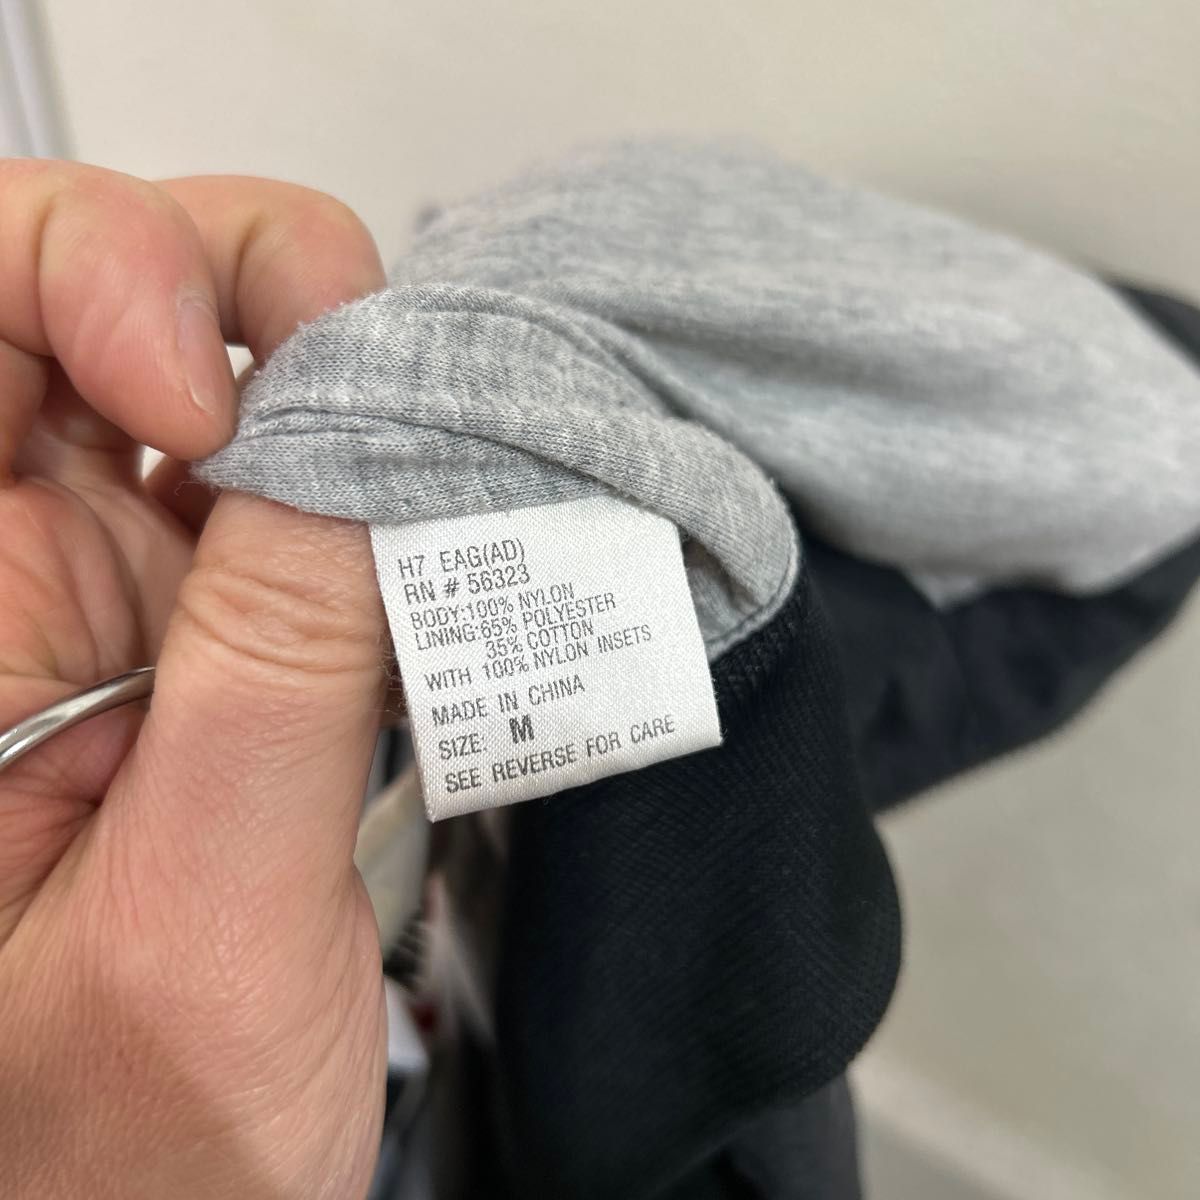 H7 EAG(AD)
RN # 56323
BODY:100% NYLON
LINING:65% POLYESTER
35% COTTON
WITH 100% NYLON INSETS
MADE IN CHINA
SIZE: M
SEE REVERSE FOR CARE